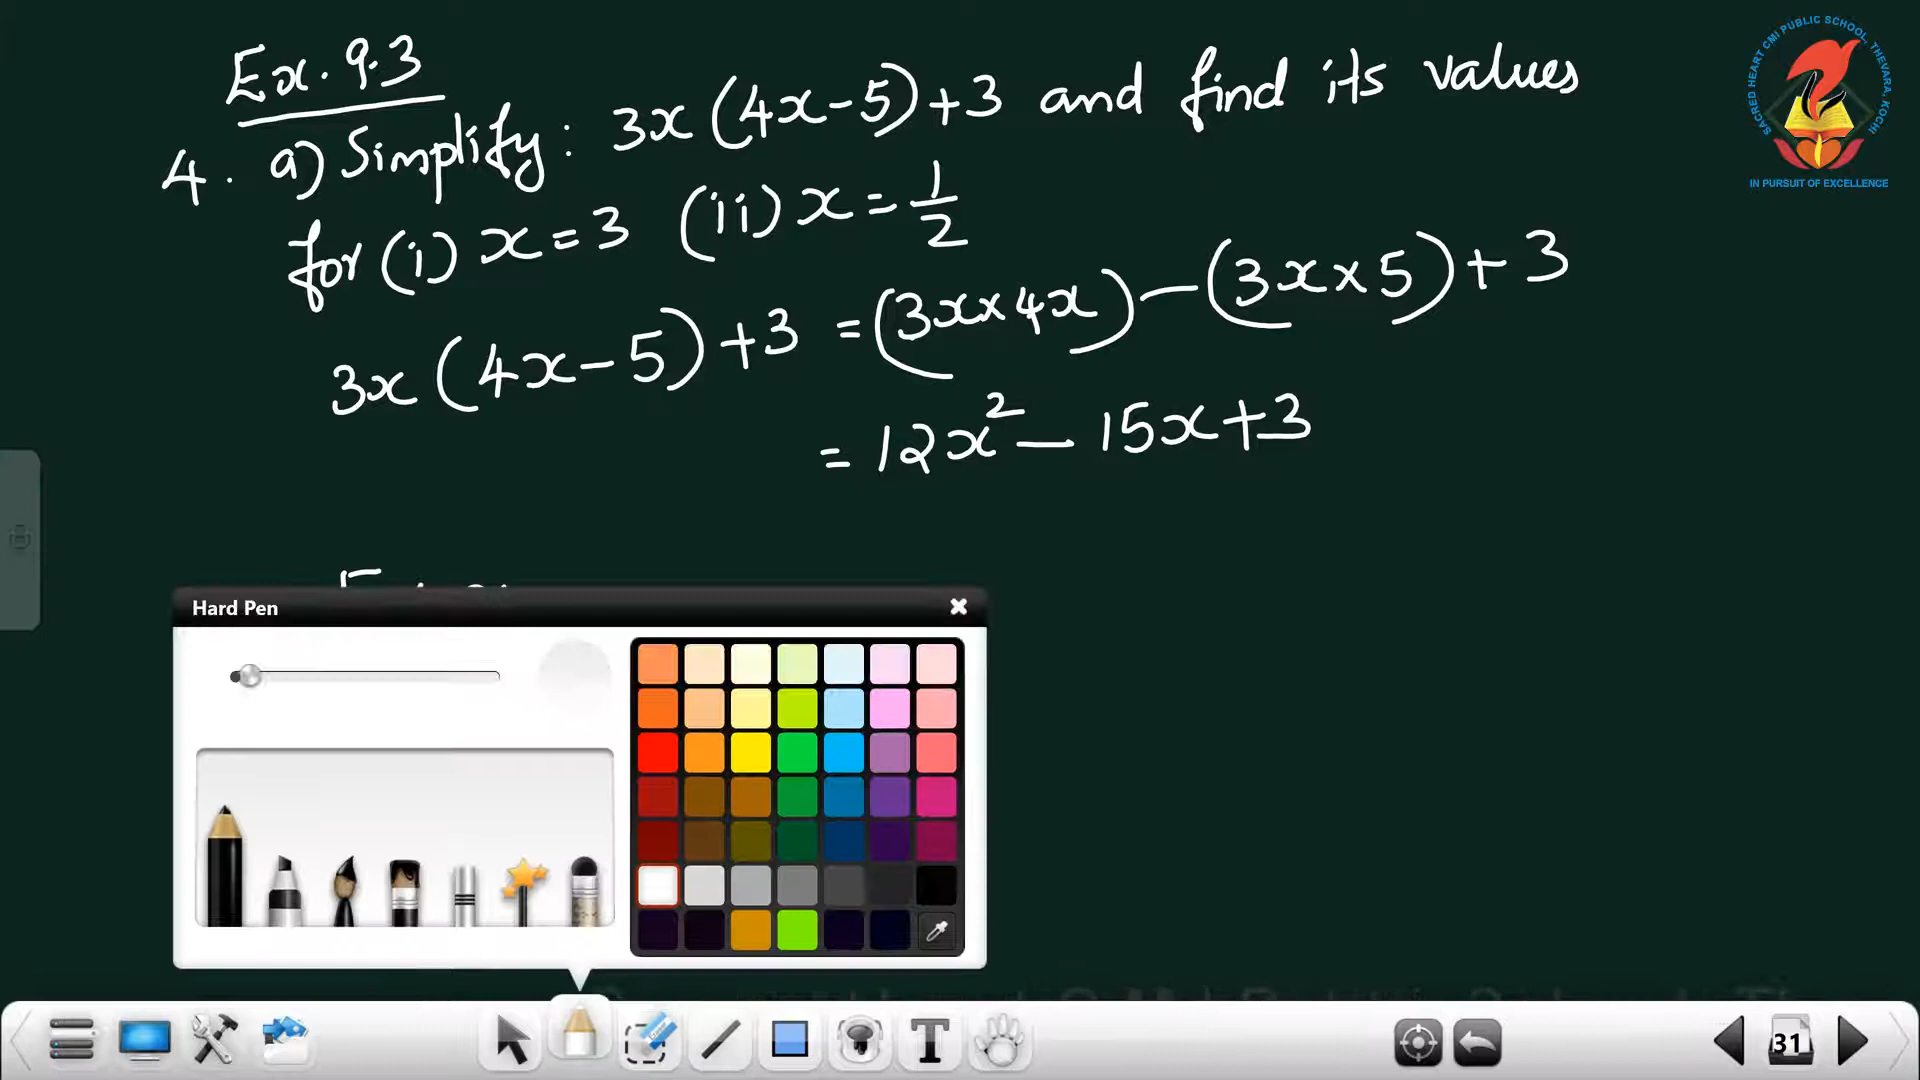 Ex. 9.3
4. a) Simplify: 3x(4x-5)+3 and find its values
for (i) x=3 (ii) x=1/2
3x(4x-5)+3 = (3x×4x)-(3x×5)+3
= 12x²-15x+3
Hard Pen
T
31
SACRED HEART CMI PUBLIC SCHOOL, THEVARA, KOCHI
IN PURSUIT OF EXCELLENCE